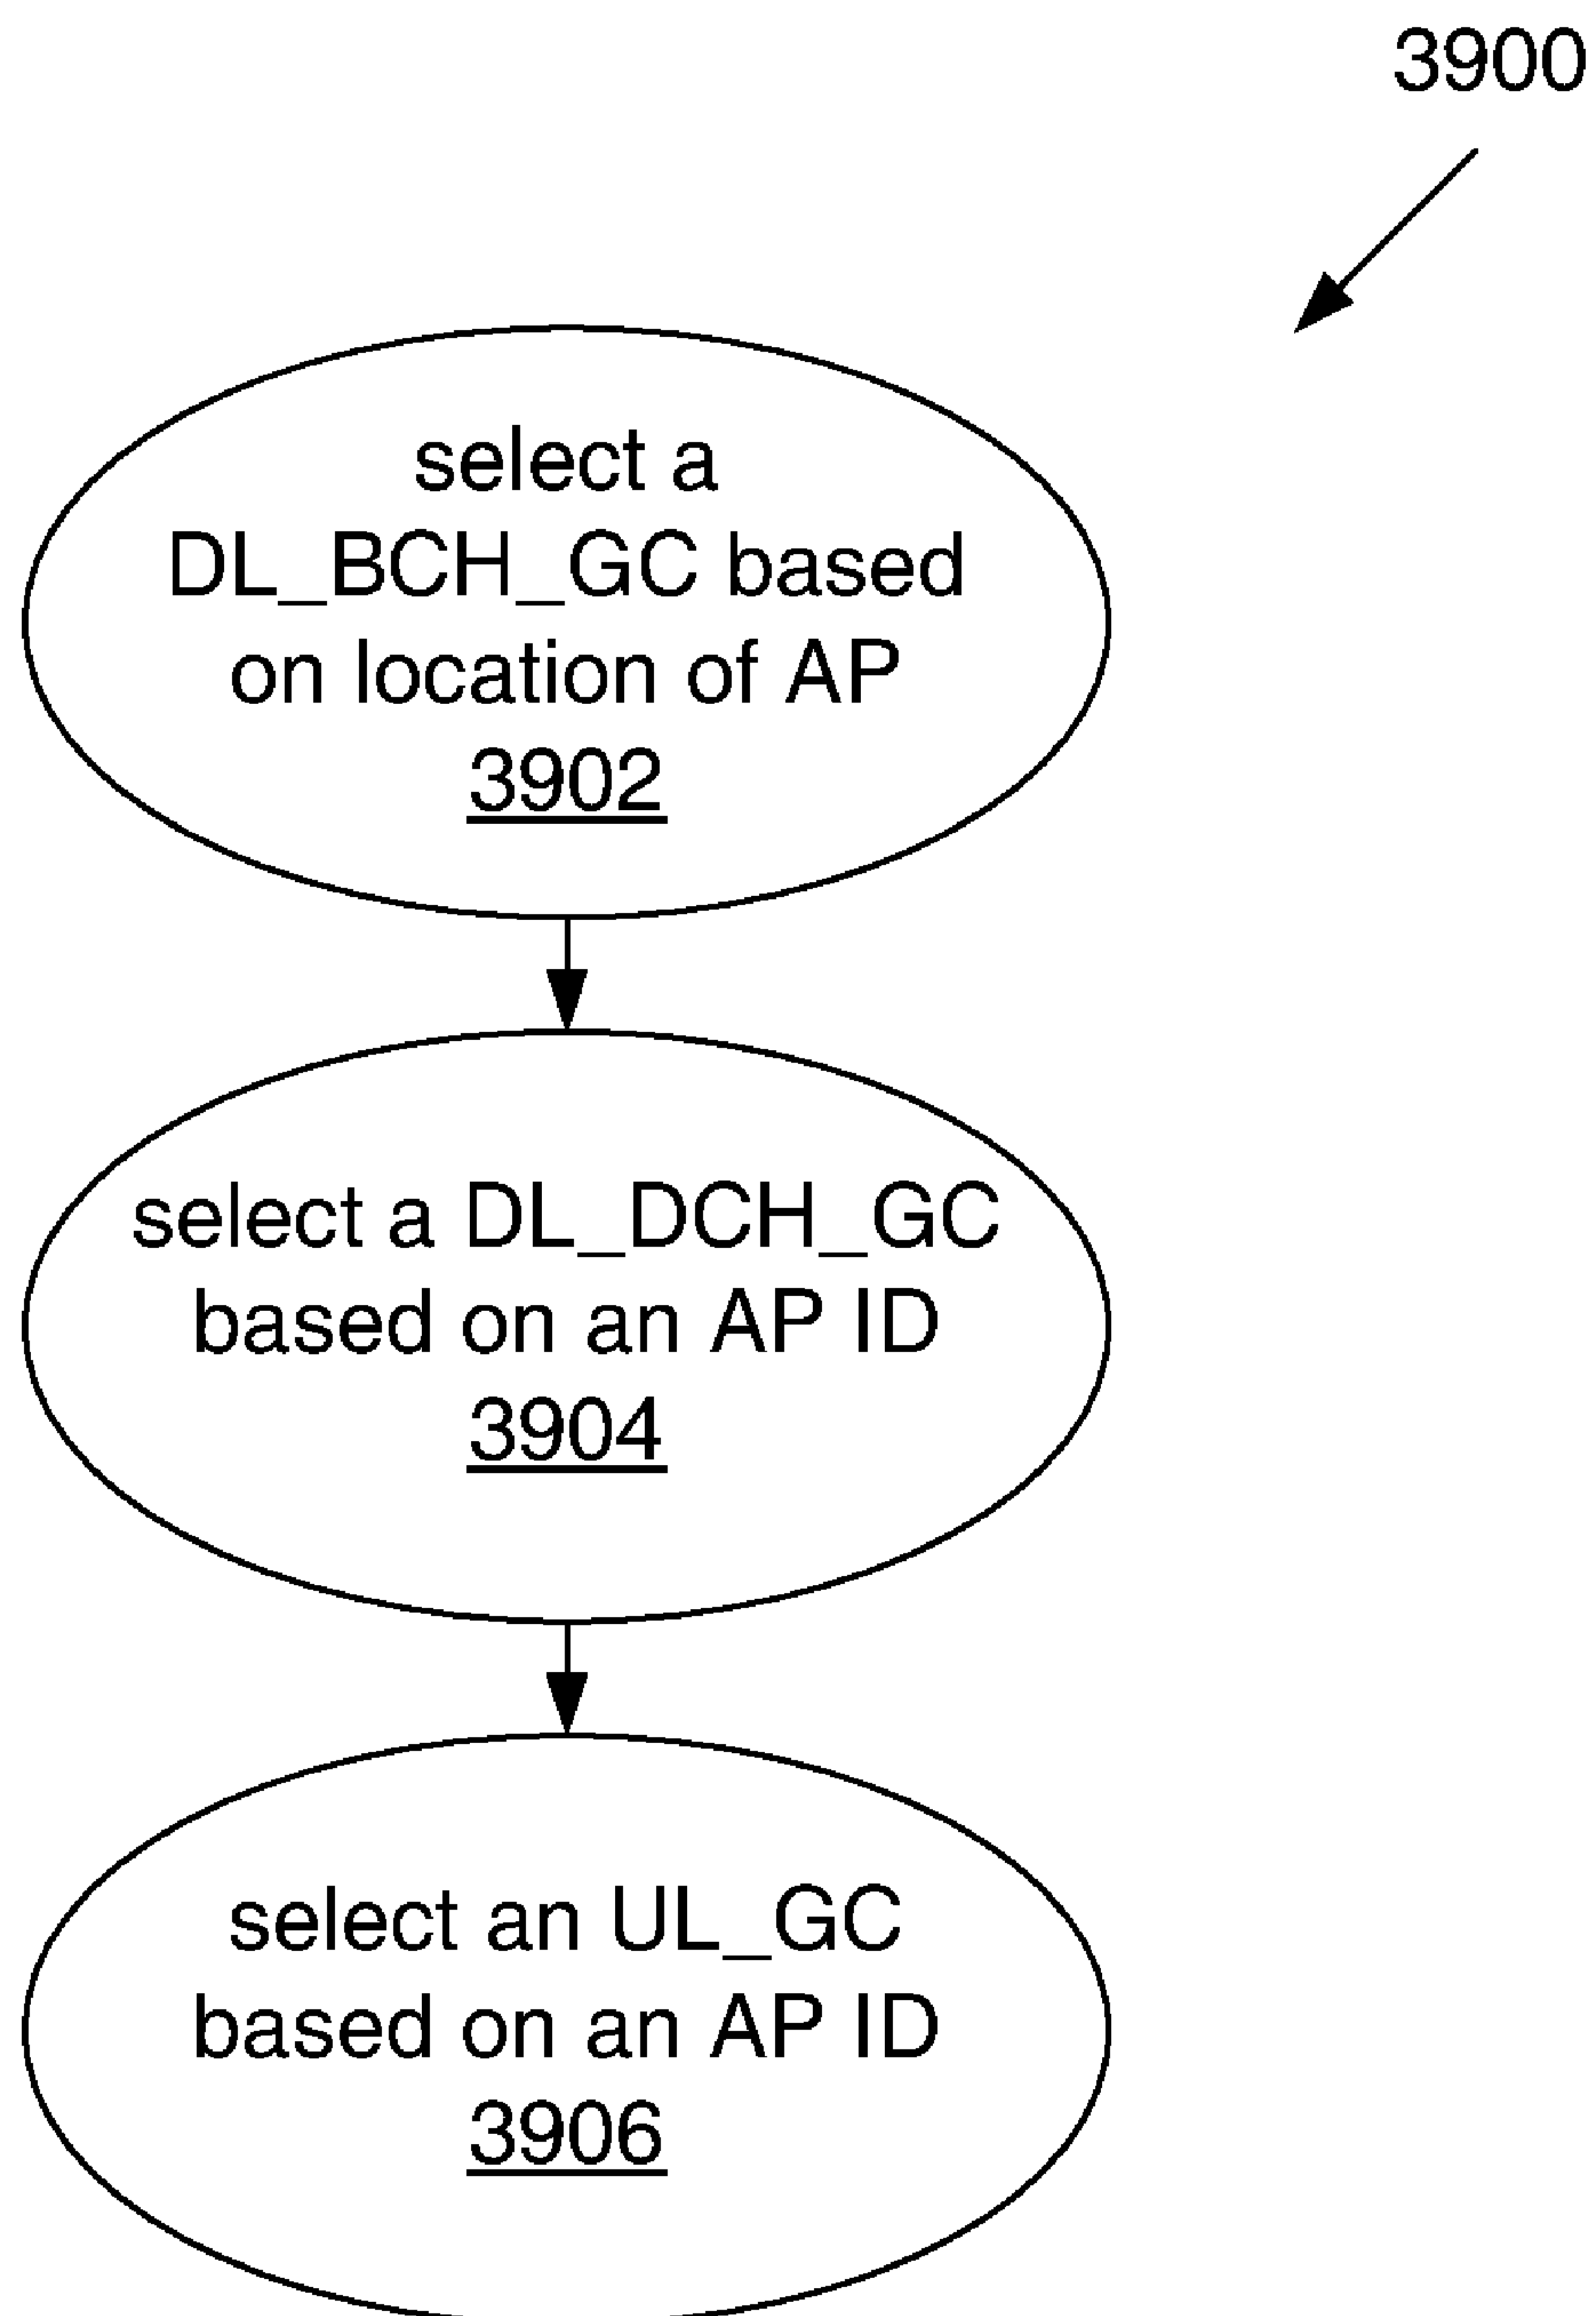 3900
select a
DL_BCH_GC based
on location of AP
3902
select a DL_DCH_GC
based on an AP ID
3904
select an UL_GC
based on an AP ID
3906